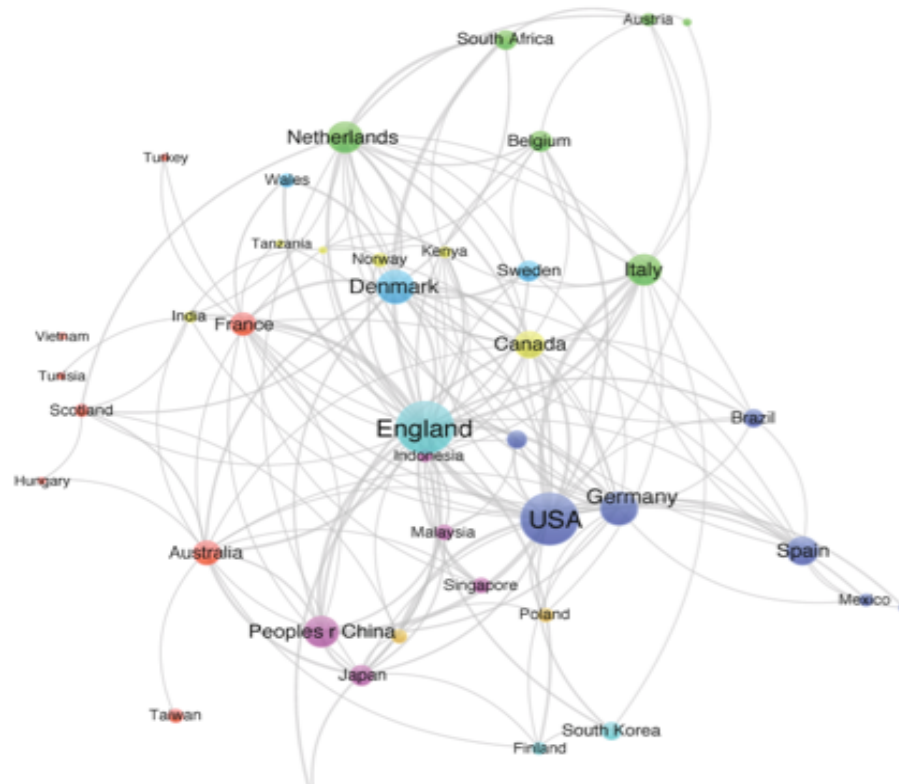 Austria
South Africa
Netherlands
Belgium
Turkey
Wales
Tanzania
Kenya
Norway
Sweden
Italy
Denmark
India
France
Vietnam
Canada
Tunisia
Scotland
Brazil
England
Indonesia
Hungary
Germany
USA
Malaysia
Australia
Spain
Singapore
Mexico
Poland
Peoples r China
Japan
Taiwan
South Korea
Finland